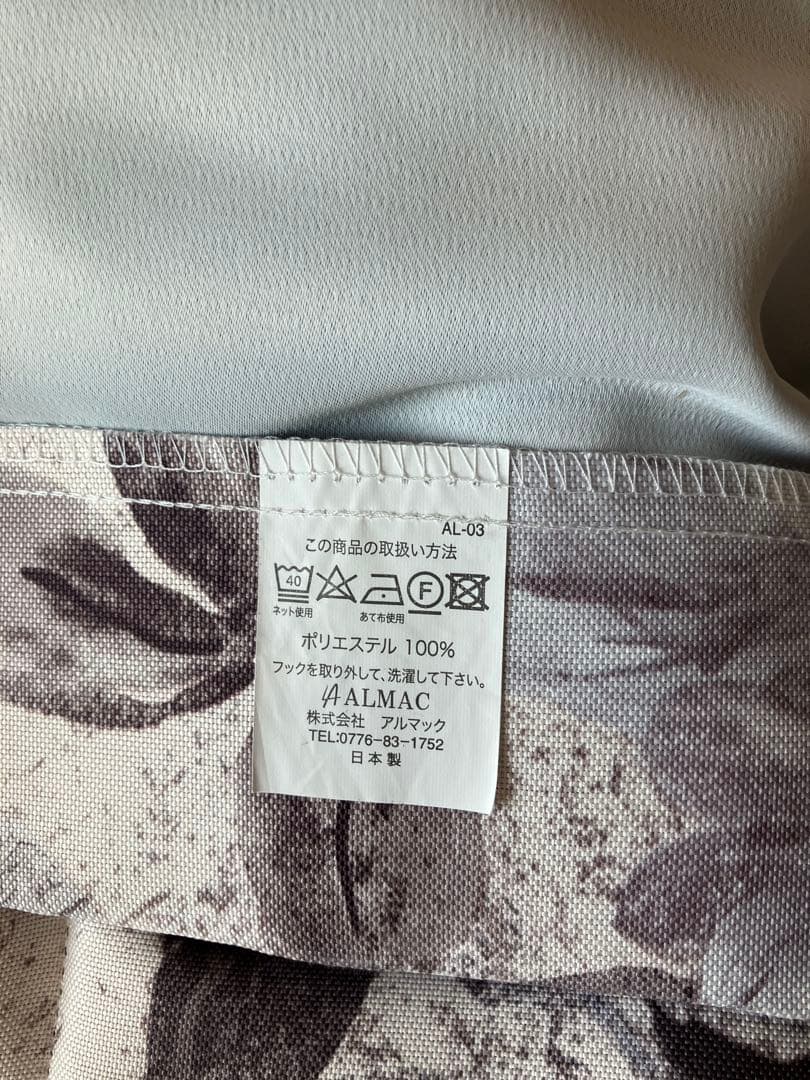 AL-03
この商品の取扱い方法
40 F
ネット使用 あて布使用
ポリエステル 100%
フックを取り外して、洗濯して下さい。
ALMAC
株式会社 アルマック
TEL:0776-83-1752
日本製